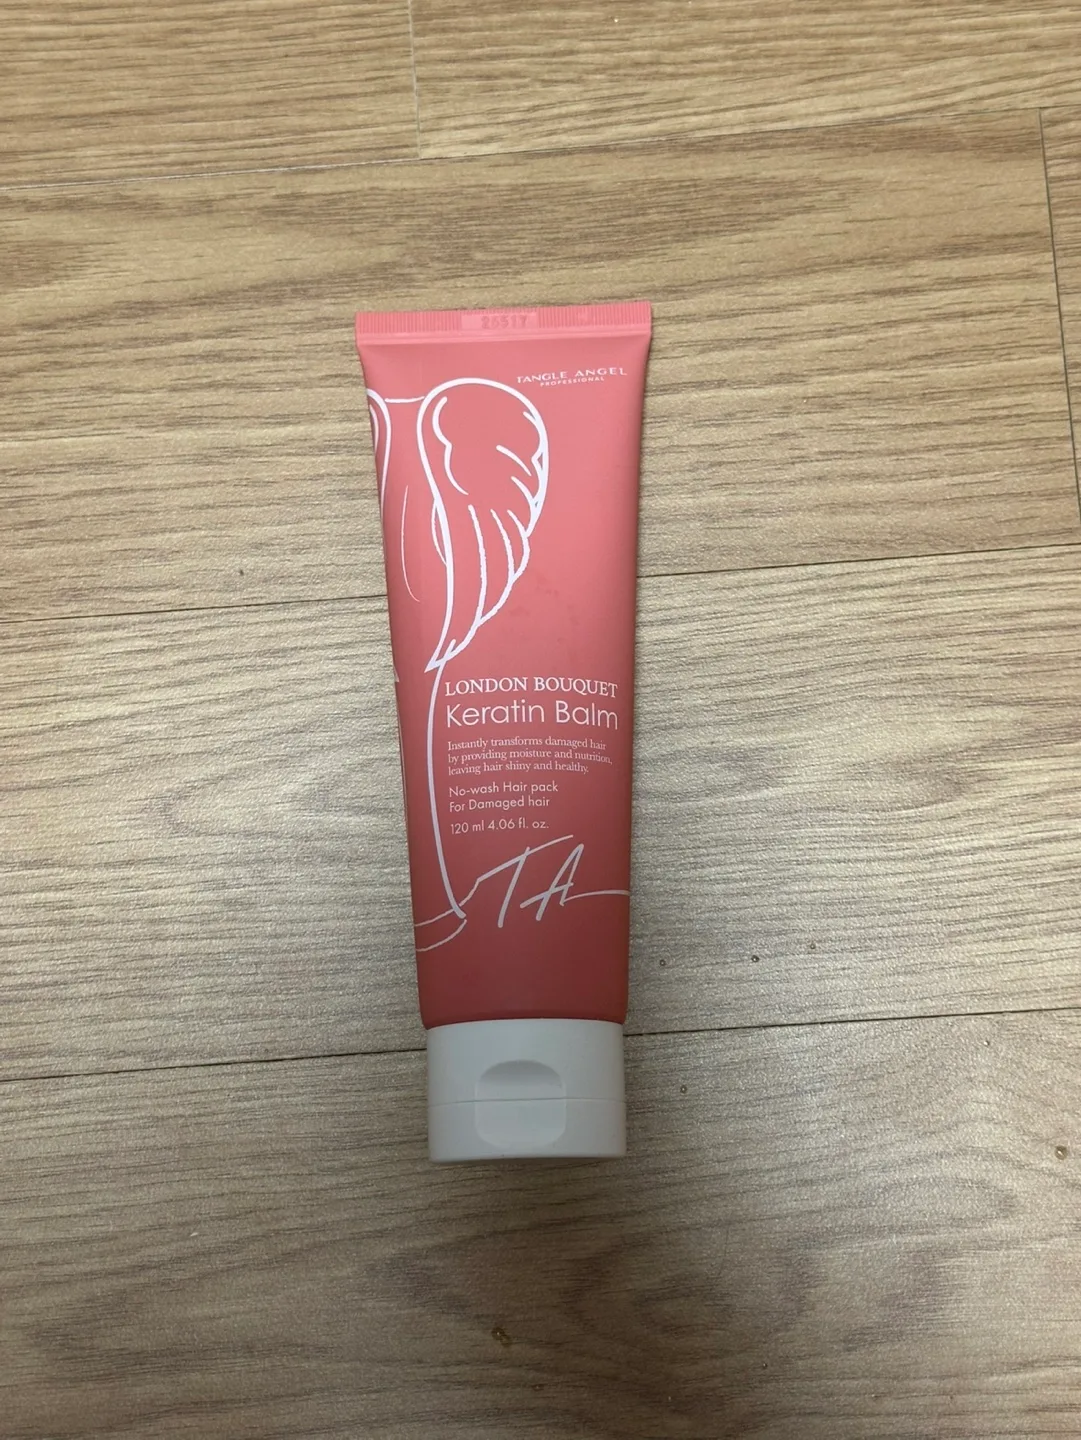 26517
TANGLE ANGEL
PROFESSIONAL
LONDON BOUQUET
Keratin Balm
Instantly transforms damaged hair
by providing moisture and nutrition,
leaving hair shiny and healthy.
No-wash Hair pack
For Damaged hair
120 ml 4.06 fl. oz.
TA